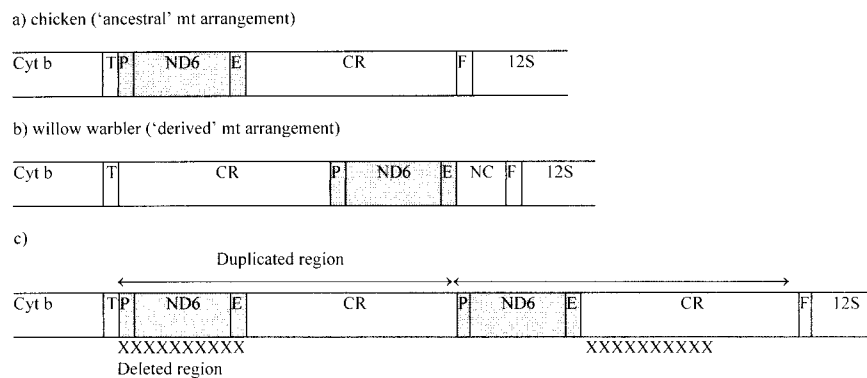 a) chicken ('ancestral' mt arrangement)
Cyt b T P ND6 E CR F 12S
b) willow warbler ('derived' mt arrangement)
Cyt b T CR P ND6 E NC F 12S
c)
Duplicated region
Cyt b T P ND6 E CR P ND6 E CR F 12S
XXXXXXXXXX XXXXXXXXXX
Deleted region